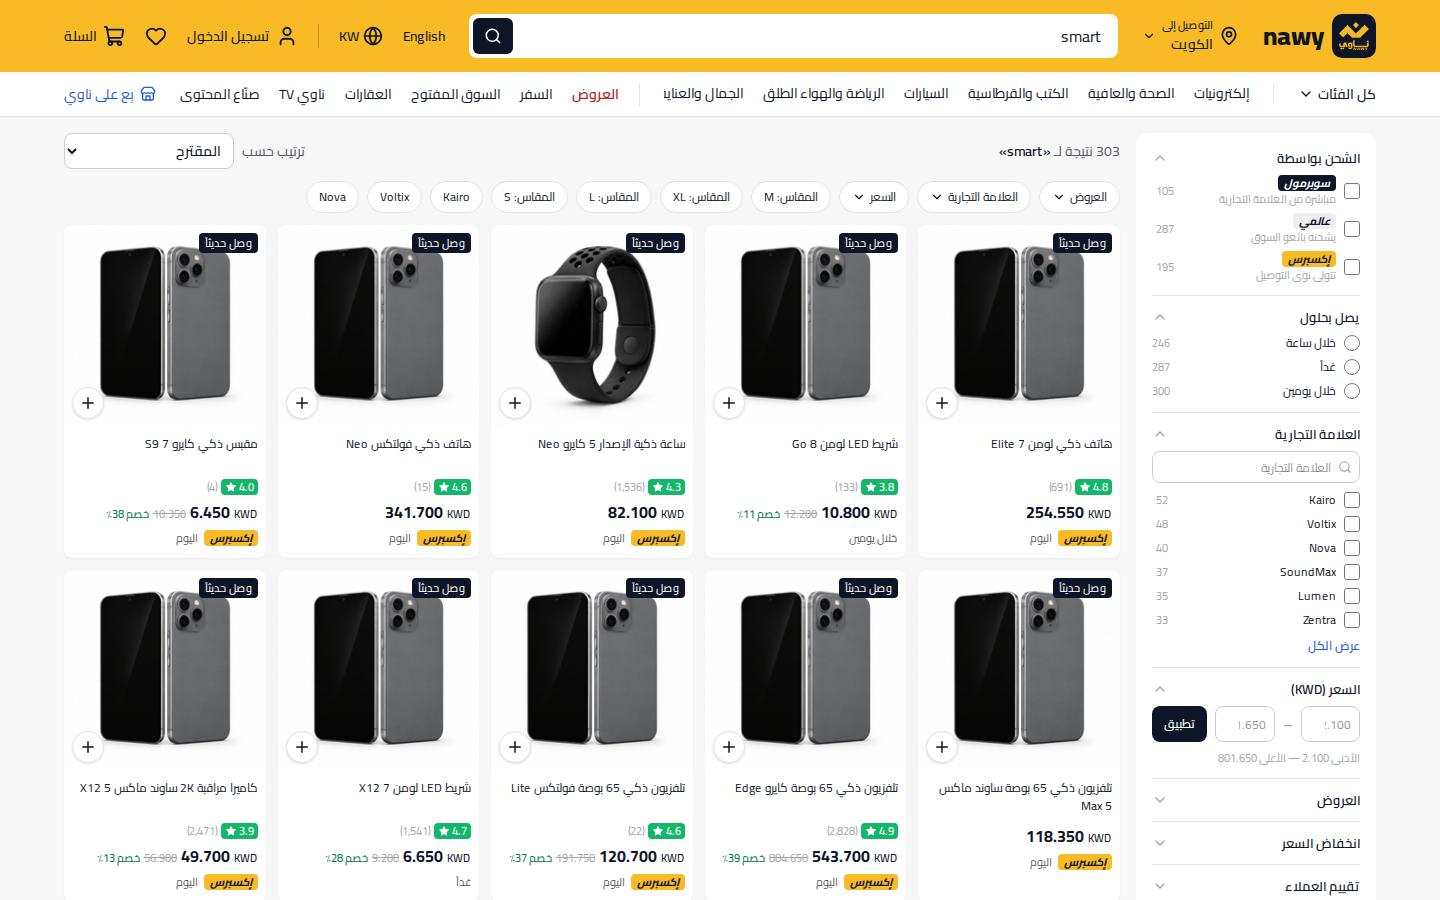 ناوي
nawy
التوصيل إلى
الكويت
smart
English
KW
تسجيل الدخول
السلة
كل الفئات
إلكترونيات
الصحة والعافية
الكتب والقرطاسية
السيارات
الرياضة والهواء الطلق
الجمال والعناية
العروض
السفر
السوق المفتوح
العقارات
ناوي TV
صنّاع المحتوى
بع على ناوي
303 نتيجة لـ «smart»
ترتيب حسب
المقترح
العروض
العلامة التجارية
السعر
المقاس: M
المقاس: XL
المقاس: L
المقاس: S
Kairo
Voltix
Nova
الشحن بواسطة
سوبرمول
مباشرة من العلامة التجارية
105
عالمي
يشحنه بائعو السوق
287
إكسبرس
تتولى نوي التوصيل
195
يصل بحلول
خلال ساعة
246
غداً
287
خلال يومين
300
العلامة التجارية
العلامة التجارية
Kairo
52
Voltix
48
Nova
40
SoundMax
37
Lumen
35
Zentra
33
عرض الكل
السعر (KWD)
—
تطبيق
الأدنى 2.100 — الأعلى 801.650
العروض
انخفاض السعر
تقييم العملاء
وصل حديثاً
هاتف ذكي لومن 7 Elite
4.8
(691)
KWD 254.550
إكسبرس
اليوم
وصل حديثاً
شريط LED لومن 8 Go
3.8
(133)
KWD 10.800 12.200 خصم 11٪
خلال يومين
وصل حديثاً
ساعة ذكية الإصدار 5 كايرو Neo
4.3
(1,536)
KWD 82.100
إكسبرس
اليوم
وصل حديثاً
هاتف ذكي فولتكس Neo
4.6
(15)
KWD 341.700
إكسبرس
اليوم
وصل حديثاً
مقبس ذكي كايرو 7 S9
4.0
(4)
KWD 6.450 10.350 خصم 38٪
إكسبرس
اليوم
وصل حديثاً
تلفزيون ذكي 65 بوصة ساوند ماكس
Max 5
KWD 118.350
إكسبرس
اليوم
وصل حديثاً
تلفزيون ذكي 65 بوصة كايرو Edge
4.9
(2,828)
KWD 543.700 884.650 خصم 39٪
إكسبرس
اليوم
وصل حديثاً
تلفزيون ذكي 65 بوصة فولتكس Lite
4.6
(22)
KWD 120.700 191.750 خصم 37٪
إكسبرس
اليوم
وصل حديثاً
شريط LED لومن 7 X12
4.7
(1,541)
KWD 6.650 9.200 خصم 28٪
غداً
وصل حديثاً
كاميرا مراقبة 2K ساوند ماكس 5 X12
3.9
(2,471)
KWD 49.700 56.900 خصم 13٪
إكسبرس
اليوم